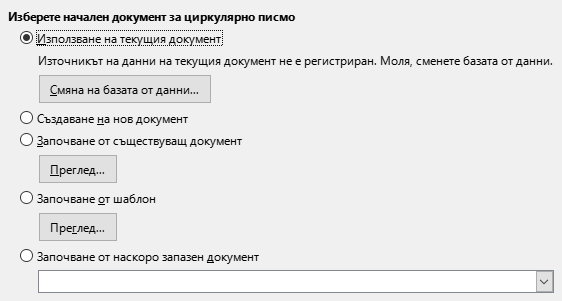 Изберете начален документ за циркулярно писмо
Използване на текущия документ
Източникът на данни на текущия документ не е регистриран. Моля, сменете базата от данни.
Смяна на базата от данни...
Създаване на нов документ
Започване от съществуващ документ
Преглед...
Започване от шаблон
Преглед...
Започване от наскоро запазен документ